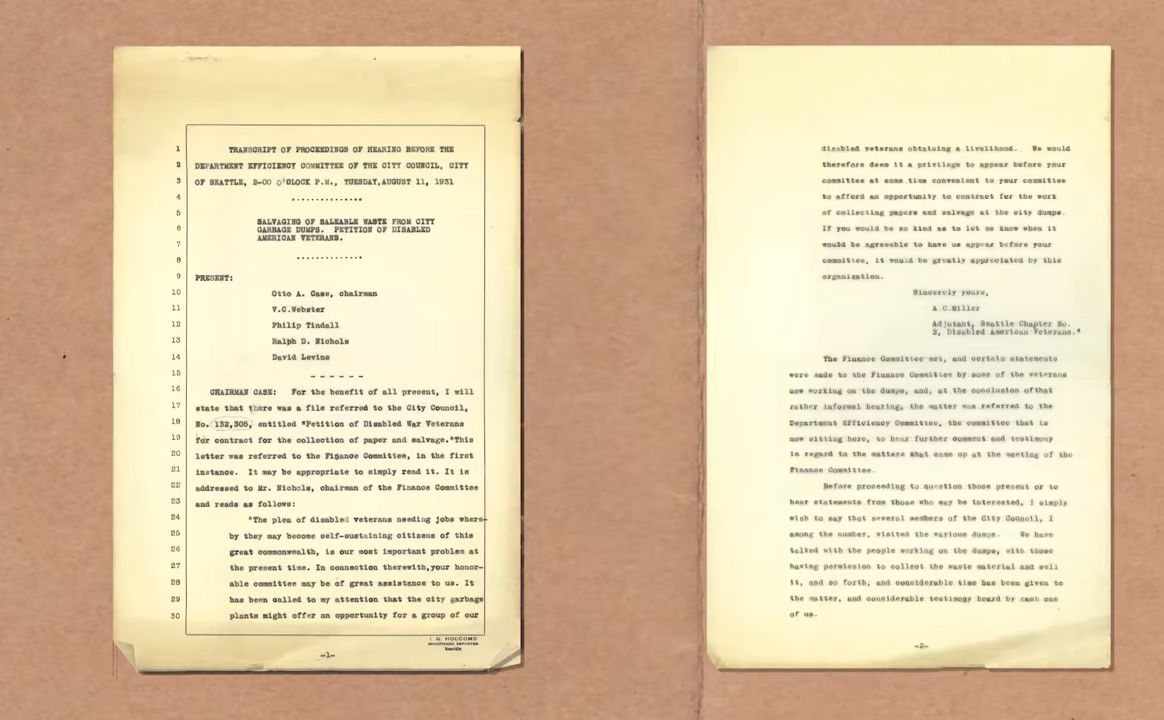 1 TRANSCRIPT OF PROCEEDINGS OF HEARING BEFORE THE
2 DEPARTMENT EFFICIENCY COMMITTEE OF THE CITY COUNCIL, CITY
3 OF SEATTLE, 2-00 O'CLOCK P.M., TUESDAY,AUGUST 11, 1931
4 .............
5 SALVAGING OF SALEABLE WASTE FROM CITY
6 GARBAGE DUMPS. PETITION OF DISABLED
7 AMERICAN VETERANS.
8 .............
9 PRESENT:
10 Otto A. Case, chairman
11 V.C.Webster
12 Philip Tindall
13 Ralph D. Nichols
14 David Levine
15 ------
16 CHAIRMAN CASE: For the benefit of all present, I will
17 state that there was a file referred to the City Council,
18 No. 132,305, entitled "Petition of Disabled War Veterans
19 for contract for the collection of paper and salvage."This
20 letter was referred to the Finance Committee, in the first
21 instance. It may be appropriate to simply read it. It is
22 addressed to Mr. Nichols, chairman of the Finance Committee
23 and reads as follows:
24 "The plea of disabled veterans needing jobs where-
25 by they may become self-sustaining citizens of this
26 great commonwealth, is our most important problem at
27 the present time. In connection therewith,your honor-
28 able committee may be of great assistance to us. It
29 has been called to my attention that the city garbage
30 plants might offer an opportunity for a group of our
G. HOLCOMB
SHORTHAND REPORTER
Seattle
-1-
disabled veterans obtaining a livelihood. We would
therefore deem it a privilege to appear before your
committee at some time convenient to your committee
to afford an opportunity to contract for the work
of collecting papers and salvage at the city dumps.
If you would be so kind as to let me know when it
would be agreeable to have us appear before your
committee, it would be greatly appreciated by this
organization.
Sincerely yours,
A.C.Miller
Adjutant, Seattle Chapter No.
2, Disabled American Veterans."
The Finance Committee met, and certain statements
were made to the Finance Committee by some of the veterans
now working on the dumps, and, at the conclusion of that
rather informal hearing, the matter was referred to the
Department Efficiency Committee, the committee that is
now sitting here, to hear further comment and testimony
in regard to the matters that came up at the meeting of the
Finance Committee.
Before proceeding to question those present or to
hear statements from those who may be interested, I simply
wish to say that several members of the City Council, I
among the number, visited the various dumps. We have
talked with the people working on the dumps, with those
having permission to collect the waste material and sell
it, and so forth, and considerable time has been given to
the matter, and considerable testimony heard by each one
of us.
-2-